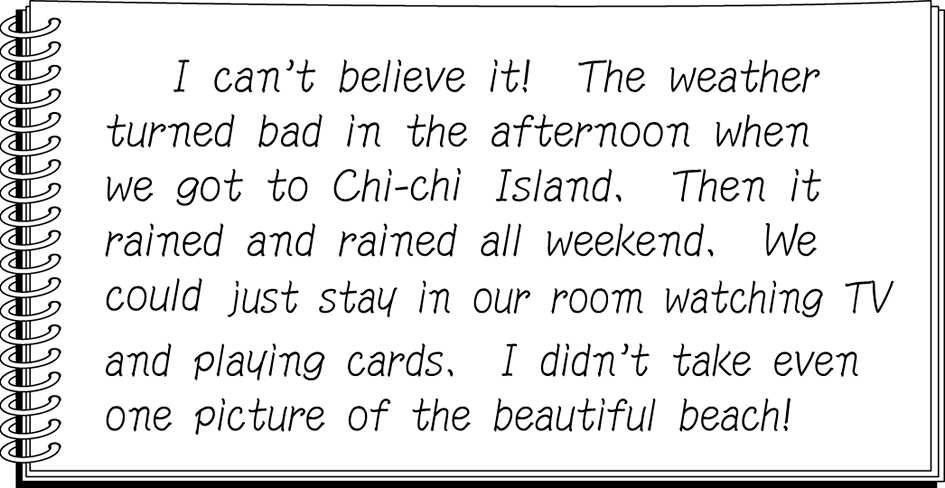 I can't believe it! The weather
turned bad in the afternoon when
we got to Chi-chi Island. Then it
rained and rained all weekend. We
could just stay in our room watching TV
and playing cards. I didn't take even
one picture of the beautiful beach!